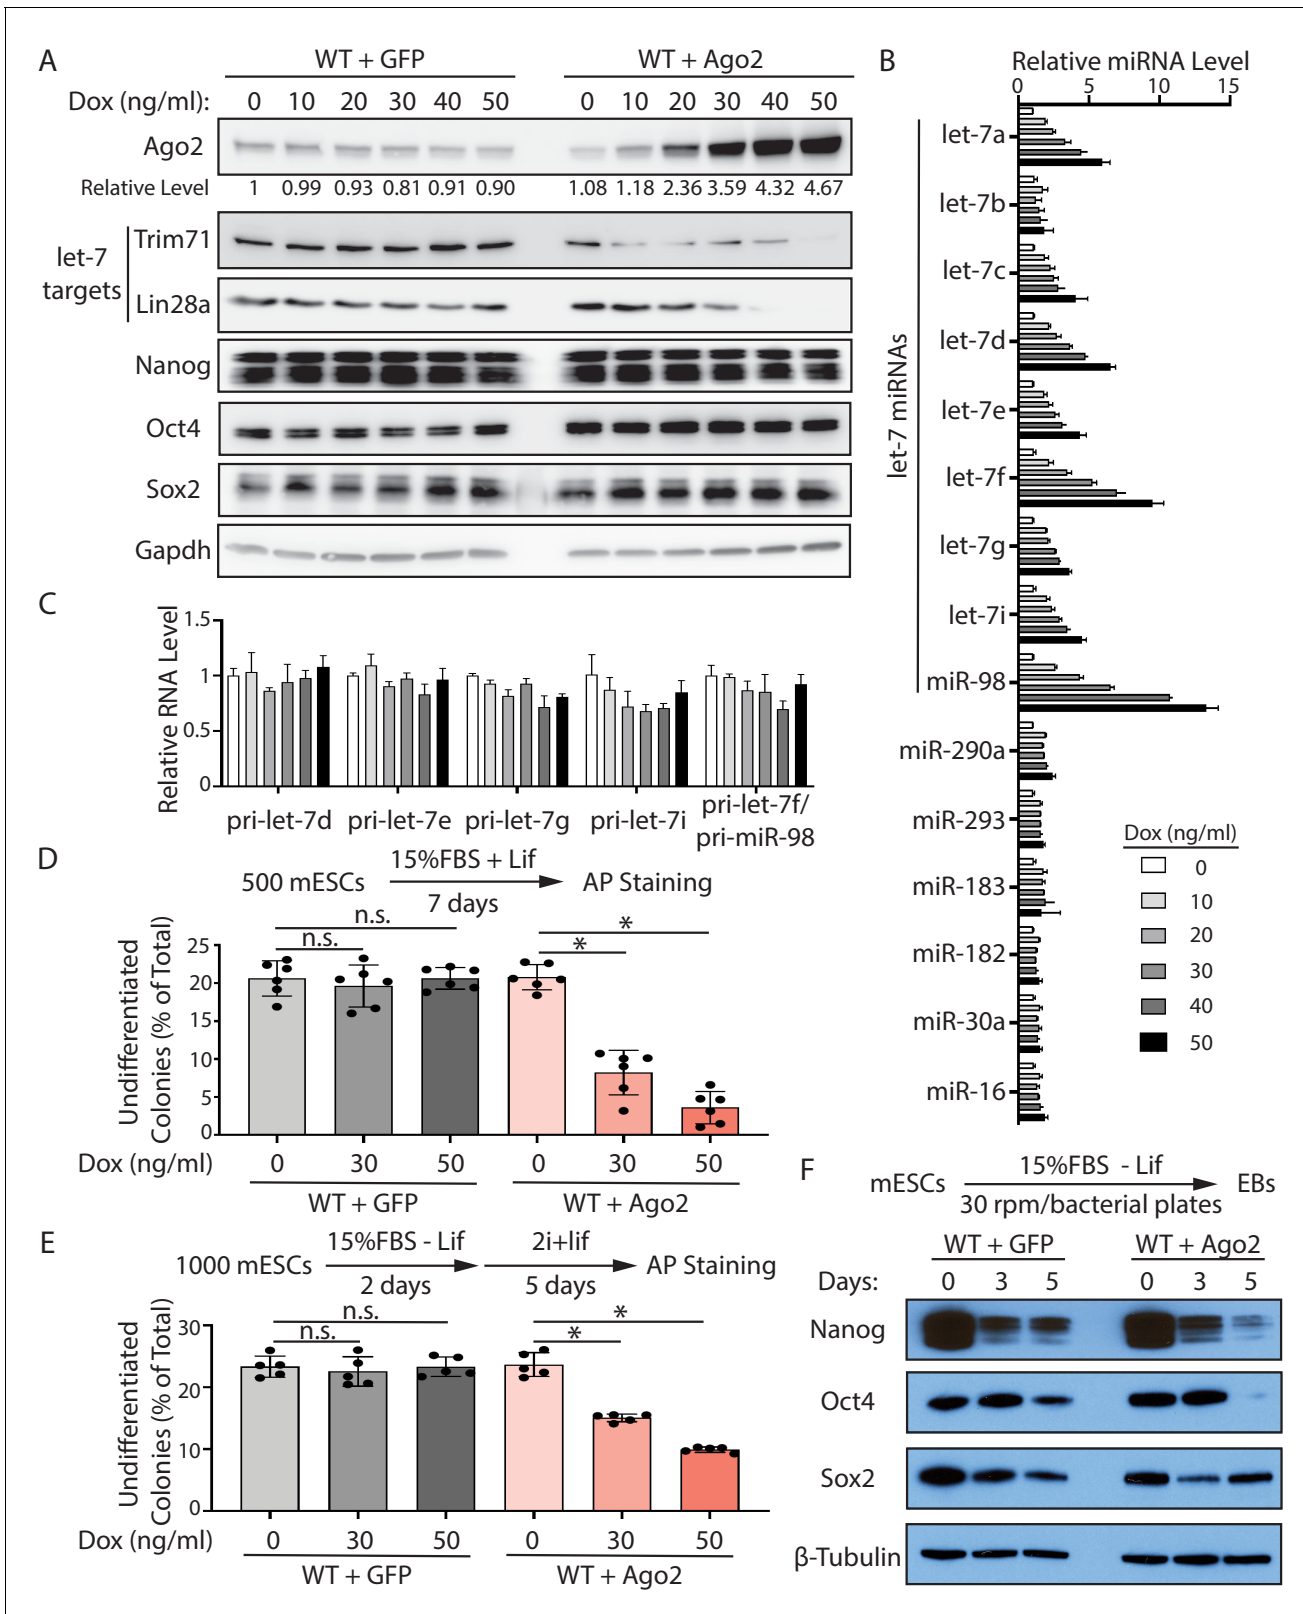 A
WT + GFP
WT + Ago2
Dox (ng/ml): 0 10 20 30 40 50 0 10 20 30 40 50
Ago2
Relative Level 1 0.99 0.93 0.81 0.91 0.90 1.08 1.18 2.36 3.59 4.32 4.67
let-7 targets
Trim71
Lin28a
Nanog
Oct4
Sox2
Gapdh
B
Relative miRNA Level
0 5 10 15
let-7 miRNAs
let-7a
let-7b
let-7c
let-7d
let-7e
let-7f
let-7g
let-7i
miR-98
miR-290a
miR-293
miR-183
miR-182
miR-30a
miR-16
Dox (ng/ml)
0
10
20
30
40
50
C
Relative RNA Level
1.5
1
0.5
0
pri-let-7d pri-let-7e pri-let-7g pri-let-7i pri-let-7f/
pri-miR-98
D
500 mESCs 15%FBS + Lif AP Staining
7 days
Undifferentiated
Colonies (% of Total)
25
20
15
10
5
0
n.s.
n.s.
*
*
Dox (ng/ml) 0 30 50 0 30 50
WT + GFP WT + Ago2
E
1000 mESCs 15%FBS - Lif 2i+lif AP Staining
2 days 5 days
Undifferentiated
Colonies (% of Total)
30
20
10
0
n.s.
n.s.
*
*
Dox (ng/ml) 0 30 50 0 30 50
WT + GFP WT + Ago2
F
mESCs 15%FBS - Lif EBs
30 rpm/bacterial plates
WT + GFP WT + Ago2
Days: 0 3 5 0 3 5
Nanog
Oct4
Sox2
β-Tubulin